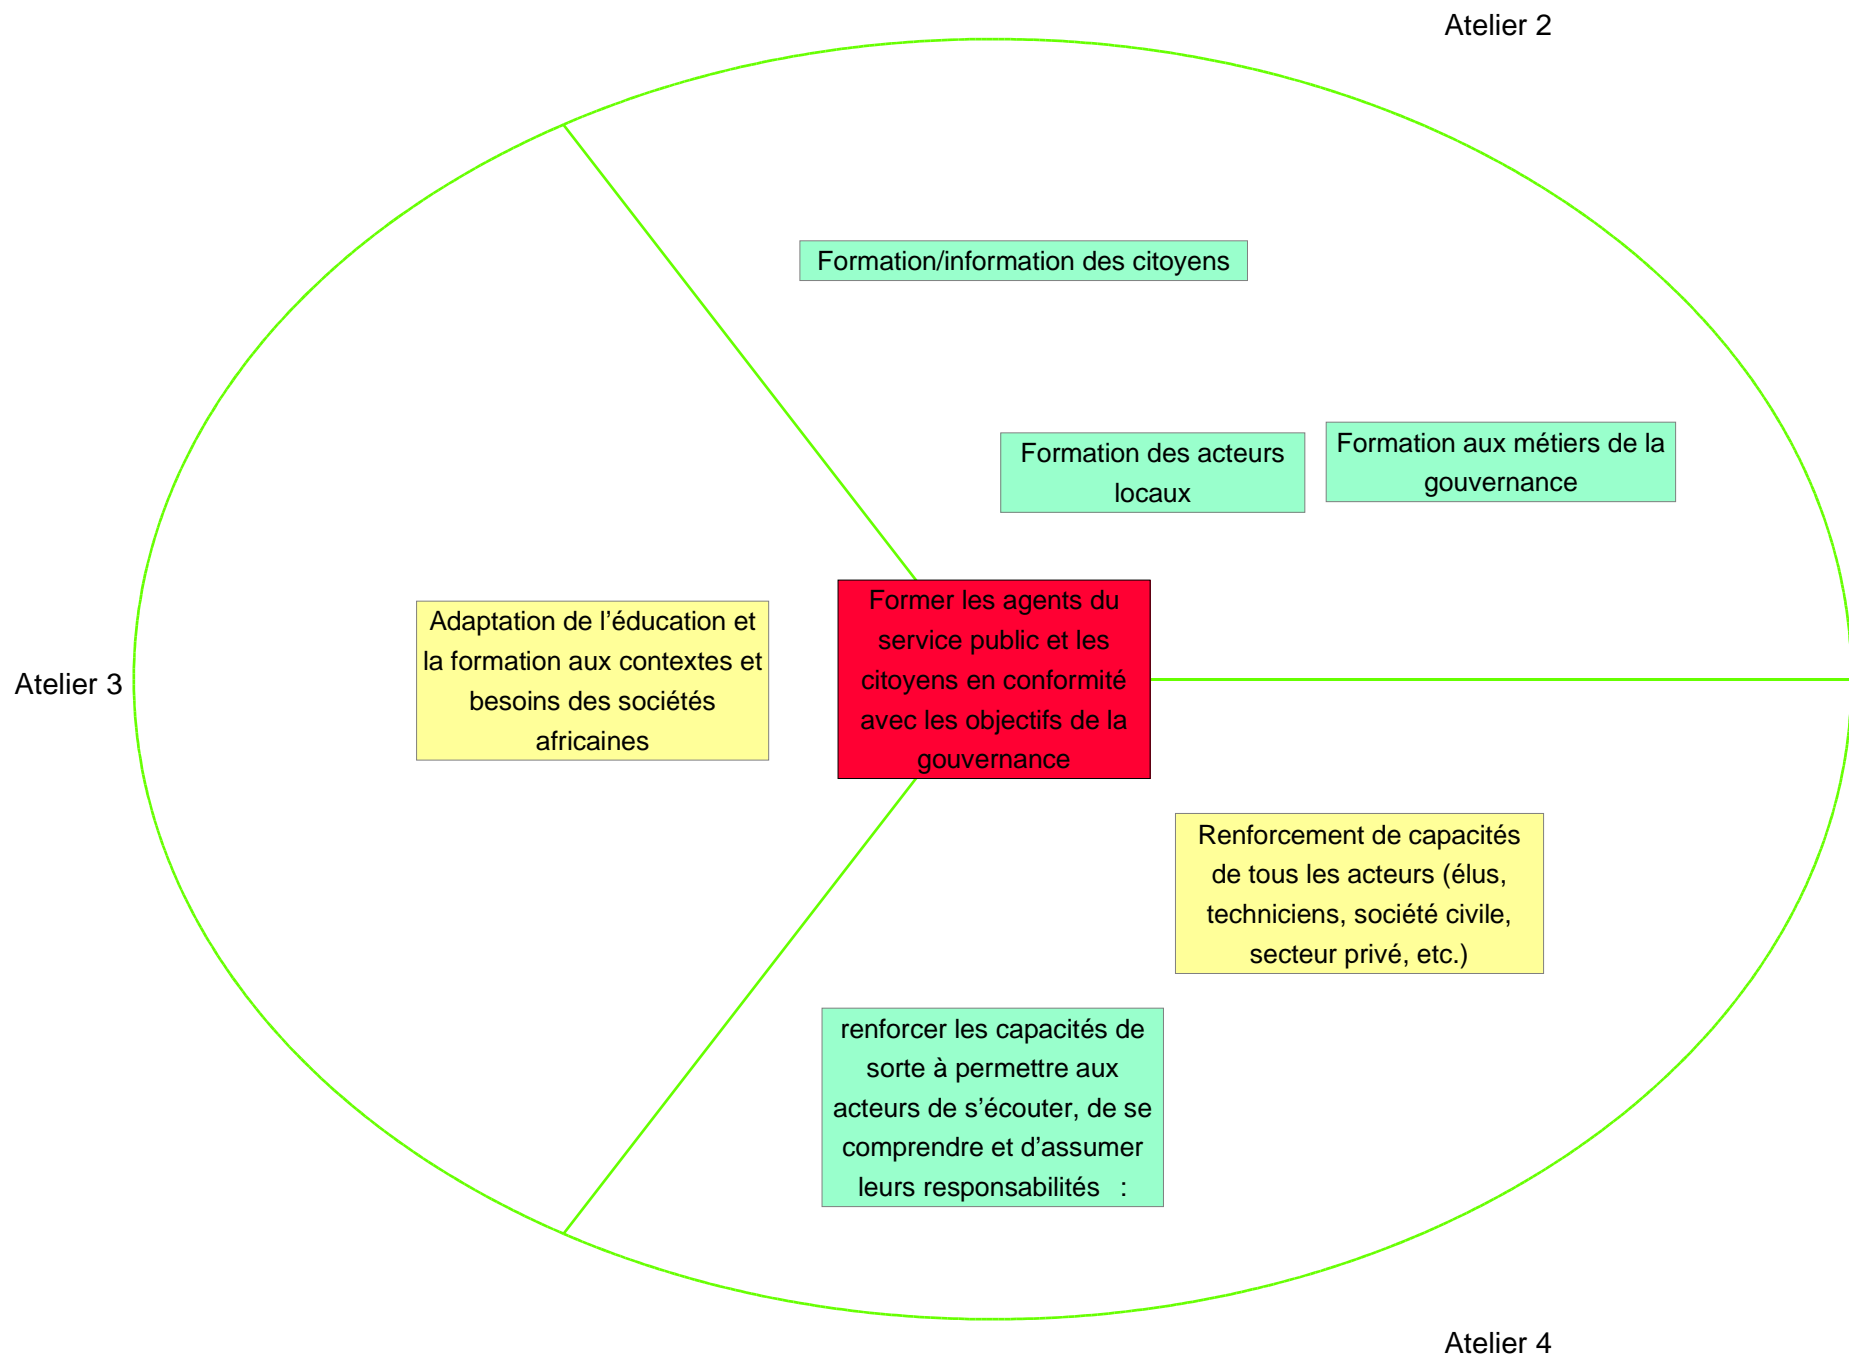 Atelier 2
Formation/information des citoyens
Formation des acteurs
locaux
Formation aux métiers de la
gouvernance
Former les agents du
service public et les
citoyens en conformité
avec les objectifs de la
gouvernance
Adaptation de l’éducation et
la formation aux contextes et
besoins des sociétés
africaines
Atelier 3
Renforcement de capacités
de tous les acteurs (élus,
techniciens, société civile,
secteur privé, etc.)
renforcer les capacités de
sorte à permettre aux
acteurs de s’écouter, de se
comprendre et d’assumer
leurs responsabilités :
Atelier 4